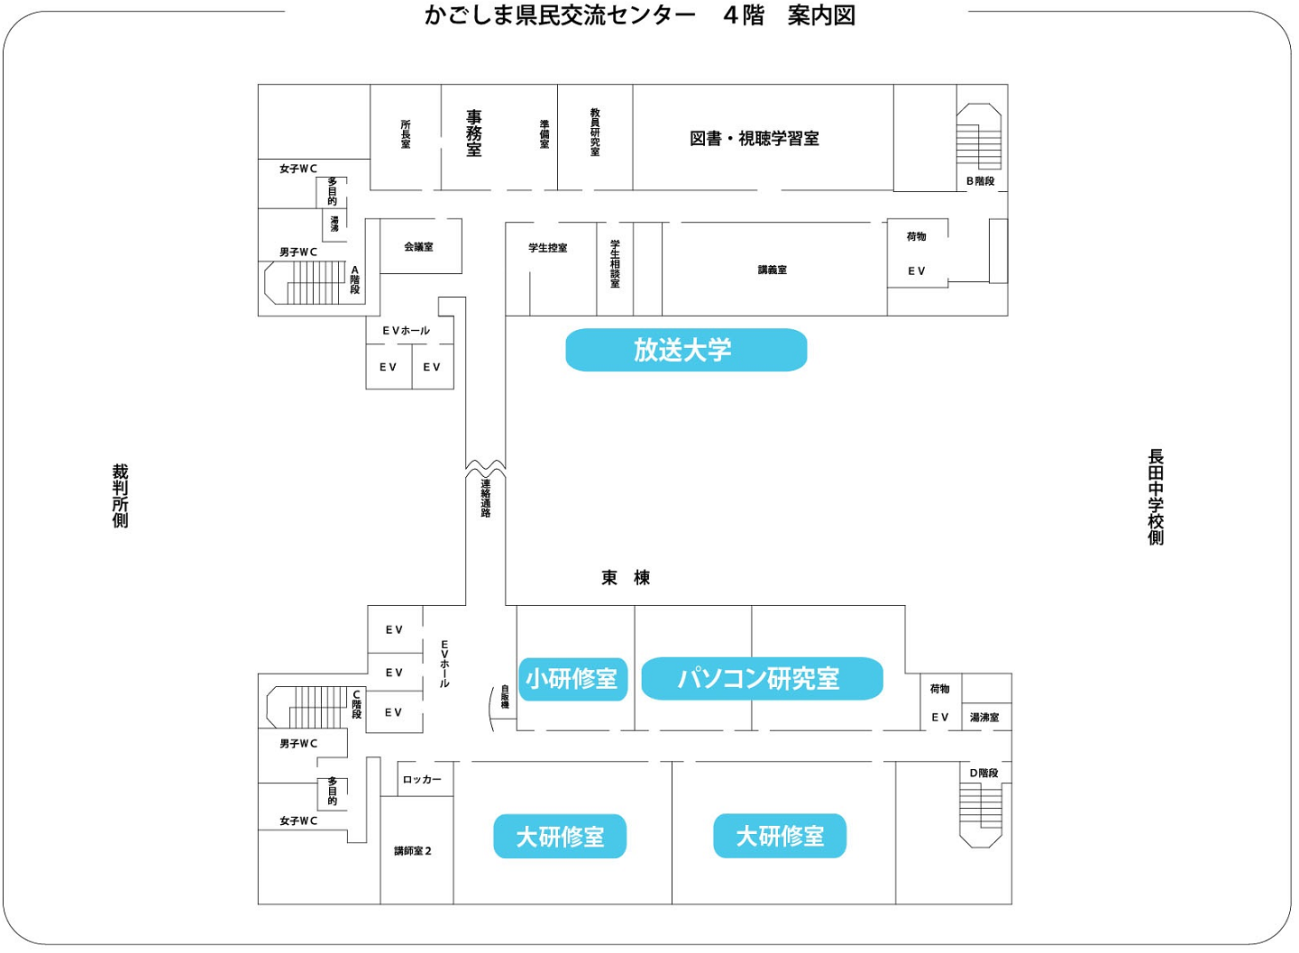 かごしま県民交流センター　４階　案内図
所長室
事務室
準備室
教員研究室
図書・視聴学習室
Ｂ階段
女子ＷＣ
多目的
湯沸
男子ＷＣ
Ａ階段
会議室
学生控室
学生相談室
講義室
荷物
ＥＶ
ＥＶホール
ＥＶ
ＥＶ
放送大学
裁判所側
長田中学校側
連絡通路
東　棟
ＥＶ
ＥＶ
ＥＶ
ＥＶホール
自販機
小研修室
パソコン研究室
荷物
ＥＶ
湯沸室
Ｃ階段
男子ＷＣ
多目的
女子ＷＣ
ロッカー
講師室２
大研修室
大研修室
Ｄ階段